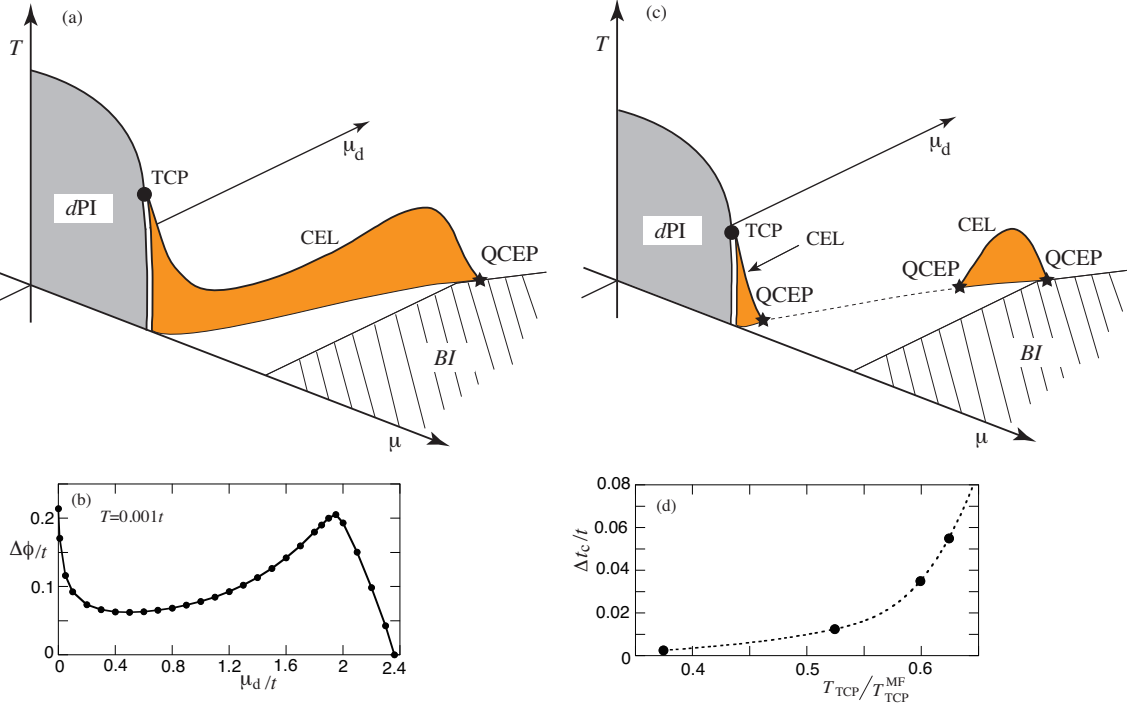 (a)
T
dPI
TCP
μd
CEL
QCEP
BI
μ
(c)
T
dPI
TCP
μd
CEL
QCEP
QCEP
QCEP
BI
μ
(b)
T=0.001t
Δϕ/t
0.2
0.1
0
0 0.4 0.8 1.2 1.6 2 2.4
μd/t
(d)
Δtc/t
0.08
0.06
0.04
0.02
0
0.4 0.5 0.6
TTCP/T MF TCP